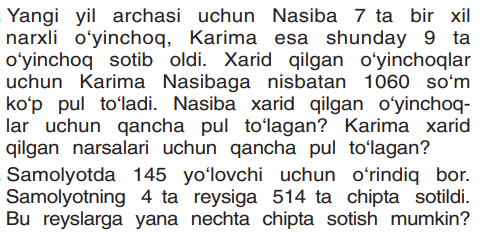 Yangi yil archasi uchun Nasiba 7 ta bir xil
narxli o‘yinchoq, Karima esa shunday 9 ta
o‘yinchoq sotib oldi. Xarid qilgan o‘yinchoqlar
uchun Karima Nasibaga nisbatan 1060 so‘m
ko‘p pul to‘ladi. Nasiba xarid qilgan o‘yinchoq-
lar uchun qancha pul to‘lagan? Karima xarid
qilgan narsalari uchun qancha pul to‘lagan?
Samolyotda 145 yo‘lovchi uchun o‘rindiq bor.
Samolyotning 4 ta reysiga 514 ta chipta sotildi.
Bu reyslarga yana nechta chipta sotish mumkin?